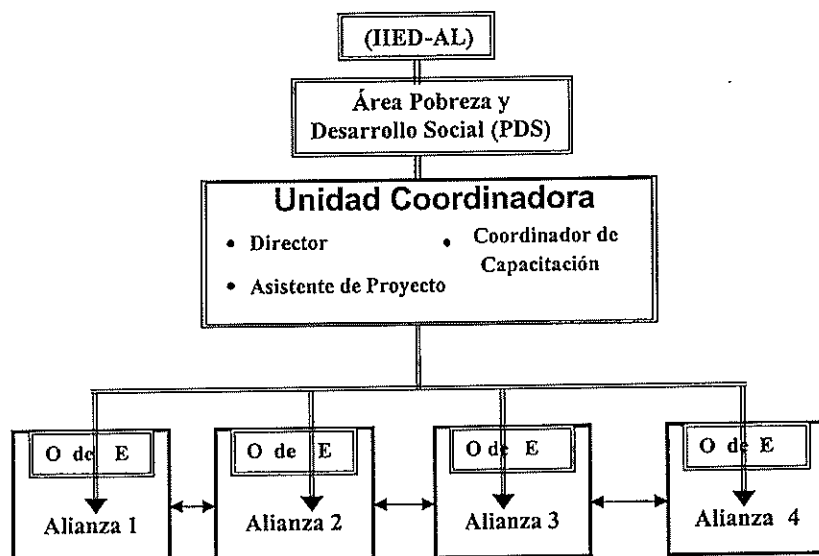 (IIED-AL)
Área Pobreza y
Desarrollo Social (PDS)
Unidad Coordinadora
• Director
• Coordinador de
Capacitación
• Asistente de Proyecto
O de E
O de E
O de E
O de E
Alianza 1
Alianza 2
Alianza 3
Alianza 4